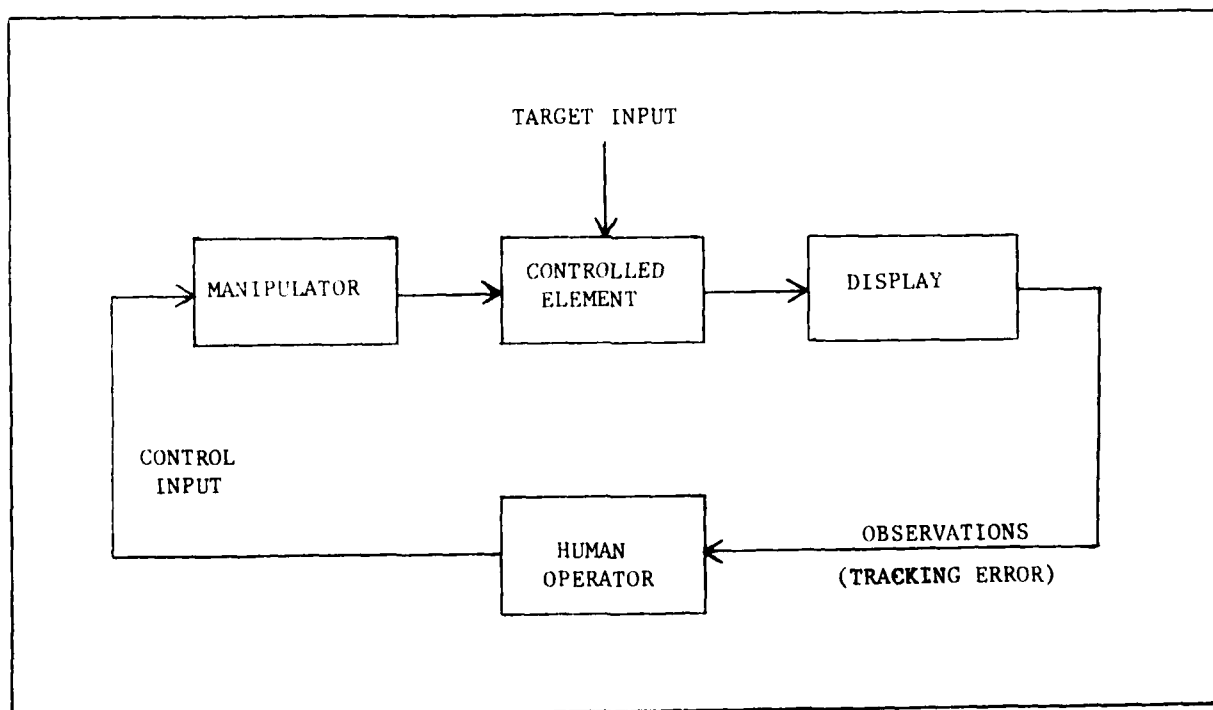 TARGET INPUT
MANIPULATOR
CONTROLLED
ELEMENT
DISPLAY
CONTROL
INPUT
HUMAN
OPERATOR
OBSERVATIONS
(TRACKING ERROR)